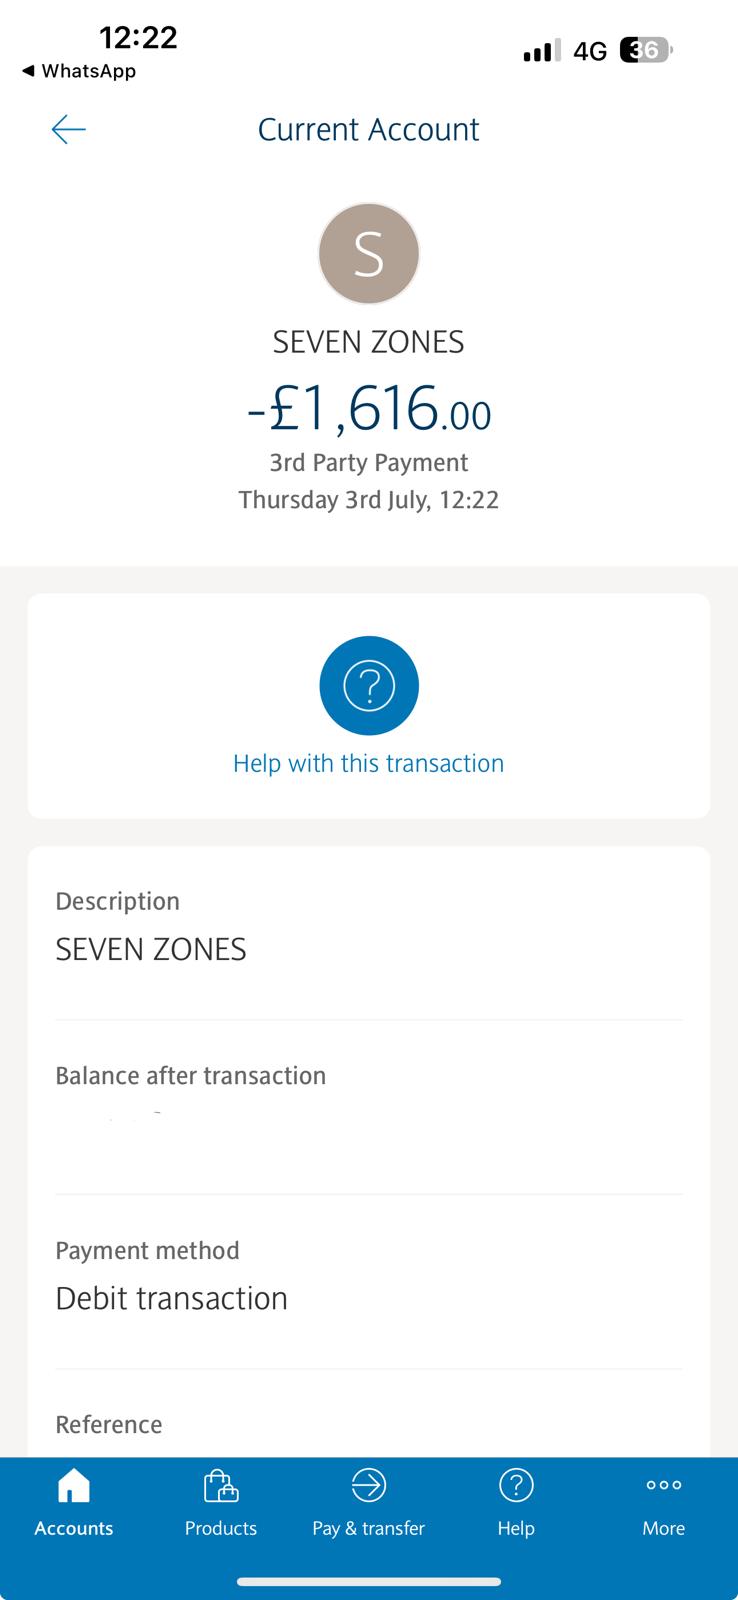 12:22
4G 36
◀ WhatsApp
Current Account
S
SEVEN ZONES
-£1,616.00
3rd Party Payment
Thursday 3rd July, 12:22
?
Help with this transaction
Description
SEVEN ZONES
Balance after transaction
Payment method
Debit transaction
Reference
Accounts Products Pay & transfer Help More